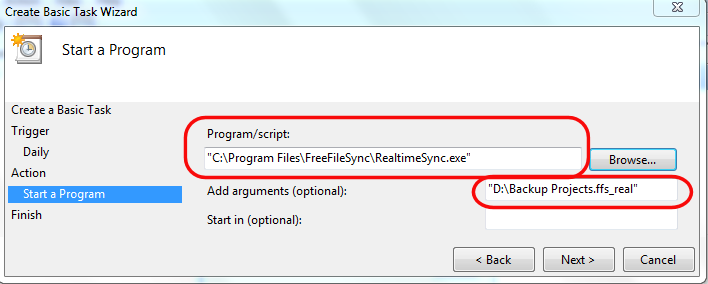 Create Basic Task Wizard
Start a Program
Create a Basic Task
Trigger
Daily
Action
Start a Program
Finish
Program/script:
"C:\Program Files\FreeFileSync\RealtimeSync.exe"
Browse...
Add arguments (optional):
"D:\Backup Projects.ffs_real"
Start in (optional):
< Back
Next >
Cancel